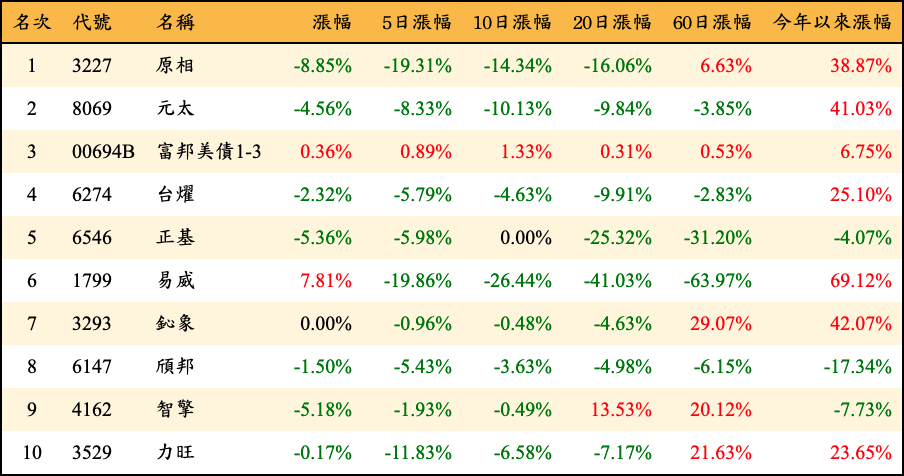 名次 代號 名稱 漲幅 5日漲幅 10日漲幅 20日漲幅 60日漲幅 今年以來漲幅
1 3227 原相 -8.85% -19.31% -14.34% -16.06% 6.63% 38.87%
2 8069 元太 -4.56% -8.33% -10.13% -9.84% -3.85% 41.03%
3 00694B 富邦美債1-3 0.36% 0.89% 1.33% 0.31% 0.53% 6.75%
4 6274 台燿 -2.32% -5.79% -4.63% -9.91% -2.83% 25.10%
5 6546 正基 -5.36% -5.98% 0.00% -25.32% -31.20% -4.07%
6 1799 易威 7.81% -19.86% -26.44% -41.03% -63.97% 69.12%
7 3293 鈊象 0.00% -0.96% -0.48% -4.63% 29.07% 42.07%
8 6147 頎邦 -1.50% -5.43% -3.63% -4.98% -6.15% -17.34%
9 4162 智擎 -5.18% -1.93% -0.49% 13.53% 20.12% -7.73%
10 3529 力旺 -0.17% -11.83% -6.58% -7.17% 21.63% 23.65%